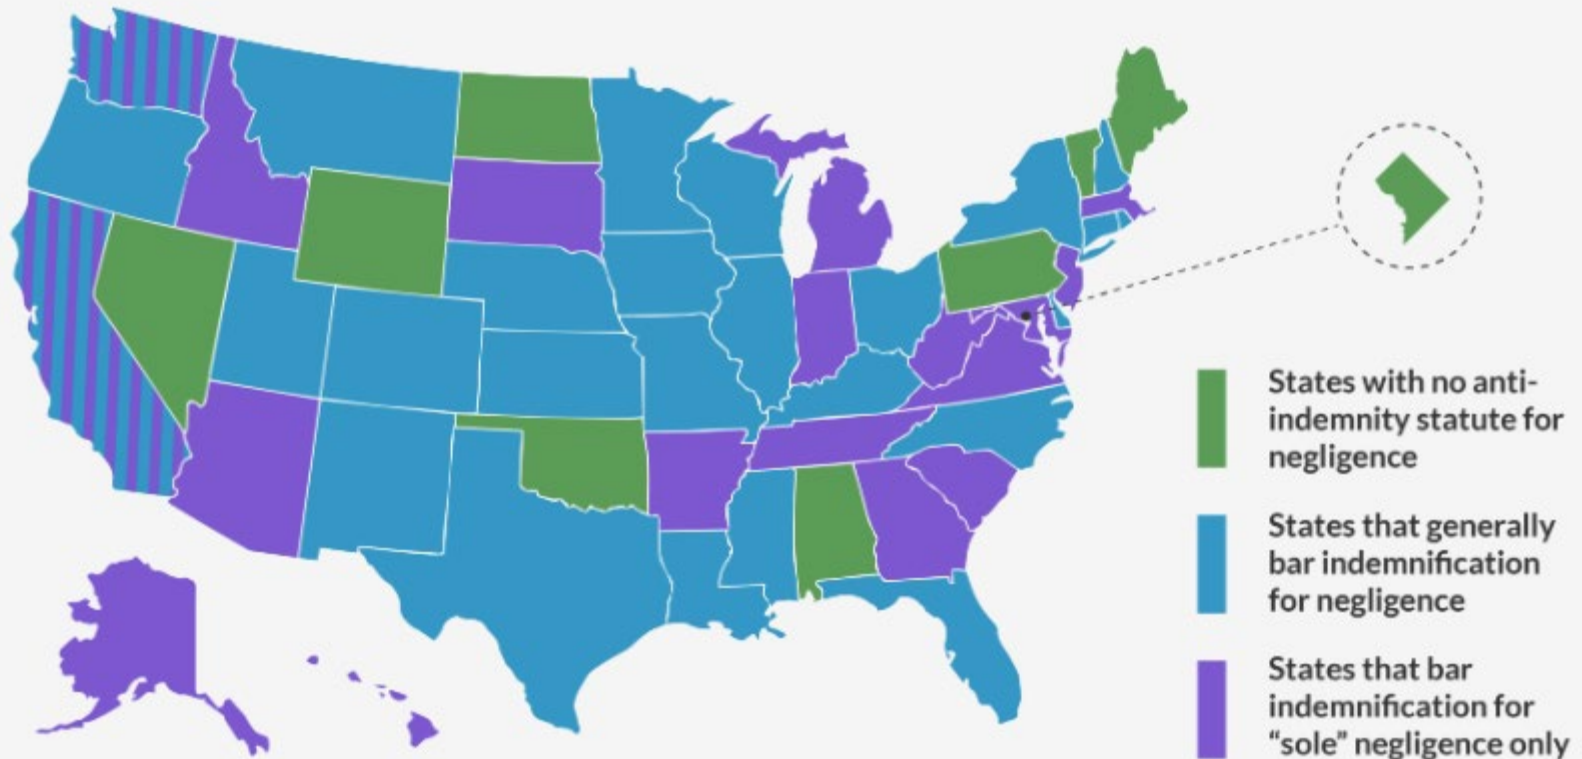 States with no anti-
indemnity statute for
negligence
States that generally
bar indemnification
for negligence
States that bar
indemnification for
“sole” negligence only